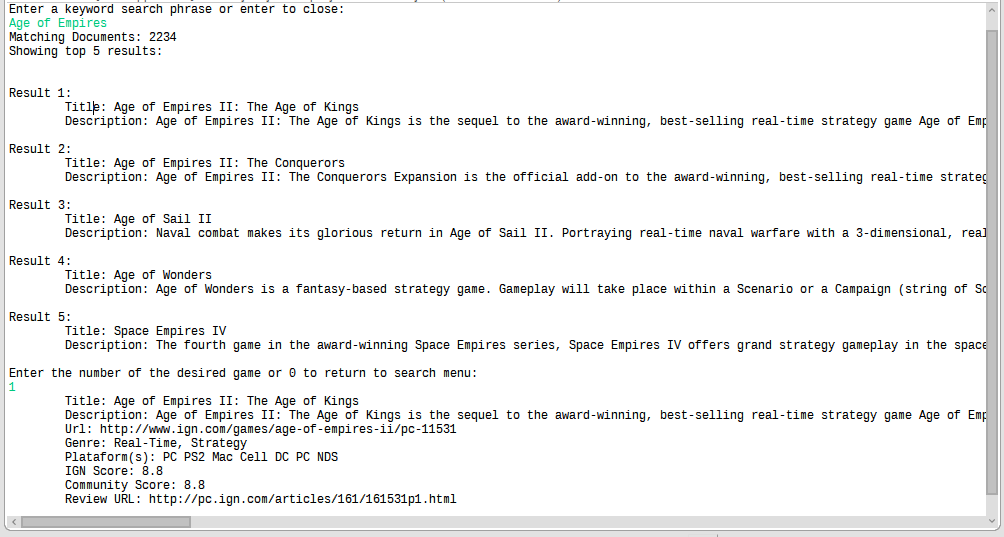 Enter a keyword search phrase or enter to close:
Age of Empires
Matching Documents: 2234
Showing top 5 results:
Result 1:
Title: Age of Empires II: The Age of Kings
Description: Age of Empires II: The Age of Kings is the sequel to the award-winning, best-selling real-time strategy game Age of Emp
Result 2:
Title: Age of Empires II: The Conquerors
Description: Age of Empires II: The Conquerors Expansion is the official add-on to the award-winning, best-selling real-time strateg
Result 3:
Title: Age of Sail II
Description: Naval combat makes its glorious return in Age of Sail II. Portraying real-time naval warfare with a 3-dimensional, real
Result 4:
Title: Age of Wonders
Description: Age of Wonders is a fantasy-based strategy game. Gameplay will take place within a Scenario or a Campaign (string of Sc
Result 5:
Title: Space Empires IV
Description: The fourth game in the award-winning Space Empires series, Space Empires IV offers grand strategy gameplay in the space
Enter the number of the desired game or 0 to return to search menu:
1
Title: Age of Empires II: The Age of Kings
Description: Age of Empires II: The Age of Kings is the sequel to the award-winning, best-selling real-time strategy game Age of Emp
Url: http://www.ign.com/games/age-of-empires-ii/pc-11531
Genre: Real-Time, Strategy
Plataform(s): PC PS2 Mac Cell DC PC NDS
IGN Score: 8.8
Community Score: 8.8
Review URL: http://pc.ign.com/articles/161/161531p1.html